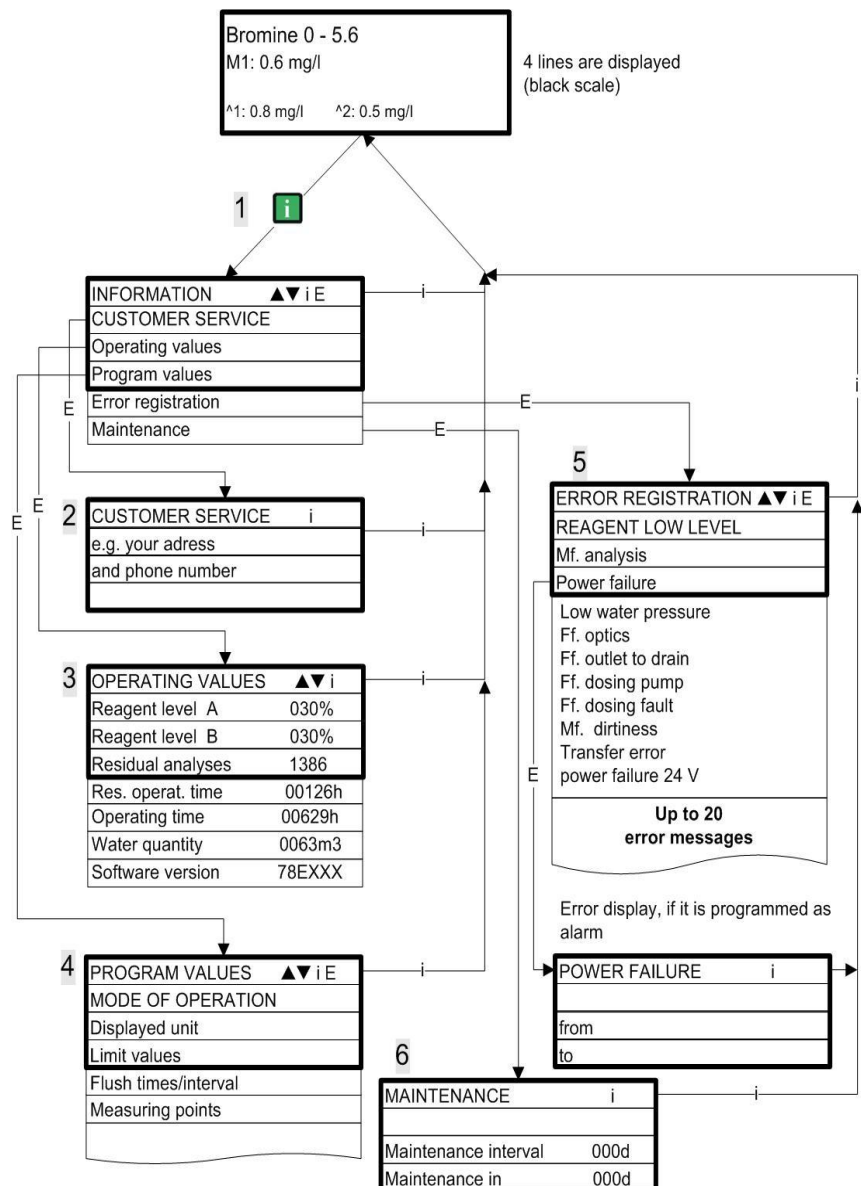 Bromine 0 - 5.6
M1: 0.6 mg/l
^1: 0.8 mg/l ^2: 0.5 mg/l
4 lines are displayed
(black scale)
1 i
INFORMATION ▲▼ i E
CUSTOMER SERVICE
Operating values
Program values
Error registration
Maintenance
i
E
E
E
E
E
i
2
CUSTOMER SERVICE i
e.g. your adress
and phone number
i
3
OPERATING VALUES ▲▼ i
Reagent level A 030%
Reagent level B 030%
Residual analyses 1386
Res. operat. time 00126h
Operating time 00629h
Water quantity 0063m3
Software version 78EXXX
i
4
PROGRAM VALUES ▲▼ i E
MODE OF OPERATION
Displayed unit
Limit values
Flush times/interval
Measuring points
i
5
ERROR REGISTRATION ▲▼ i E
REAGENT LOW LEVEL
Mf. analysis
Power failure
Low water pressure
Ff. optics
Ff. outlet to drain
Ff. dosing pump
Ff. dosing fault
Mf. dirtiness
Transfer error
power failure 24 V
Up to 20
error messages
E
Error display, if it is programmed as
alarm
POWER FAILURE i
from
to
6
MAINTENANCE i
Maintenance interval 000d
Maintenance in 000d
i